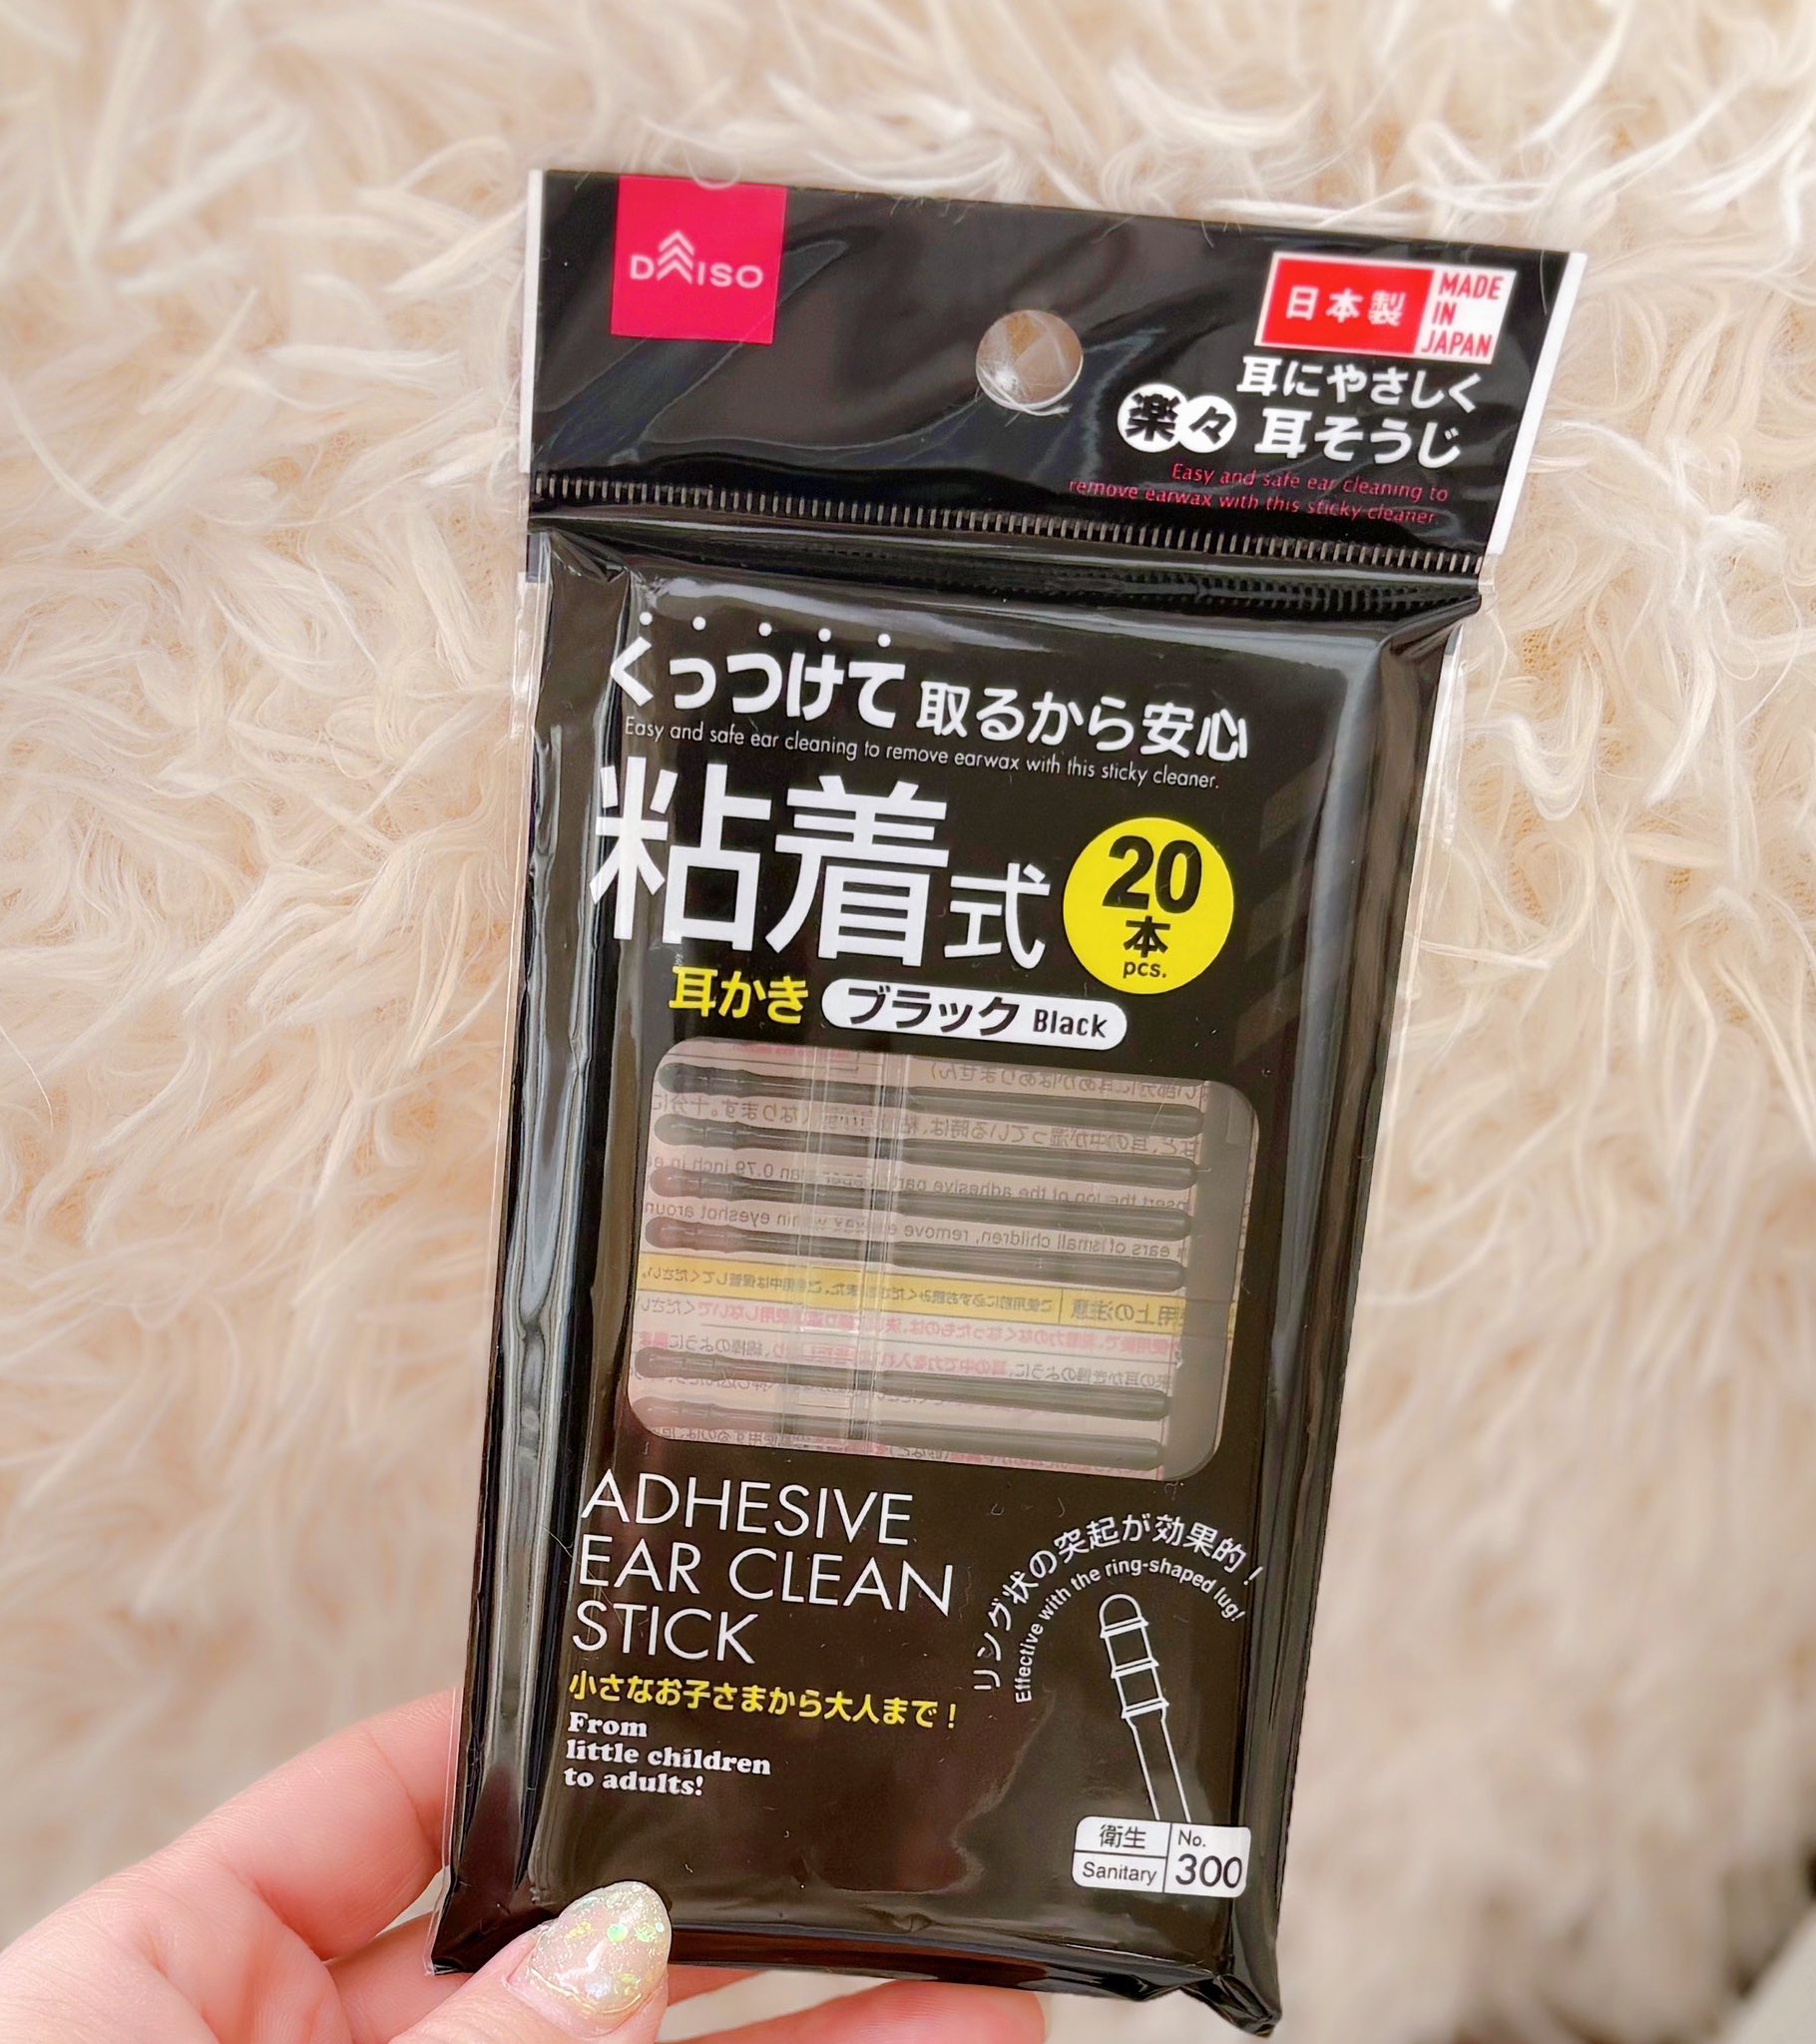 DAISO
日本製
MADE
IN
JAPAN
耳にやさしく
楽々耳そうじ
Easy and safe ear cleaning to
remove earwax with this sticky cleaner.
くっつけて取るから安心
Easy and safe ear cleaning to remove earwax with this sticky cleaner.
粘着式
20
本
pcs.
耳かき
ブラック Black
ADHESIVE
EAR CLEAN
STICK
リング状の突起が効果的!
Effective with the ring-shaped lug!
小さなお子さまから大人まで!
From
little children
to adults!
衛生
Sanitary
No.
300